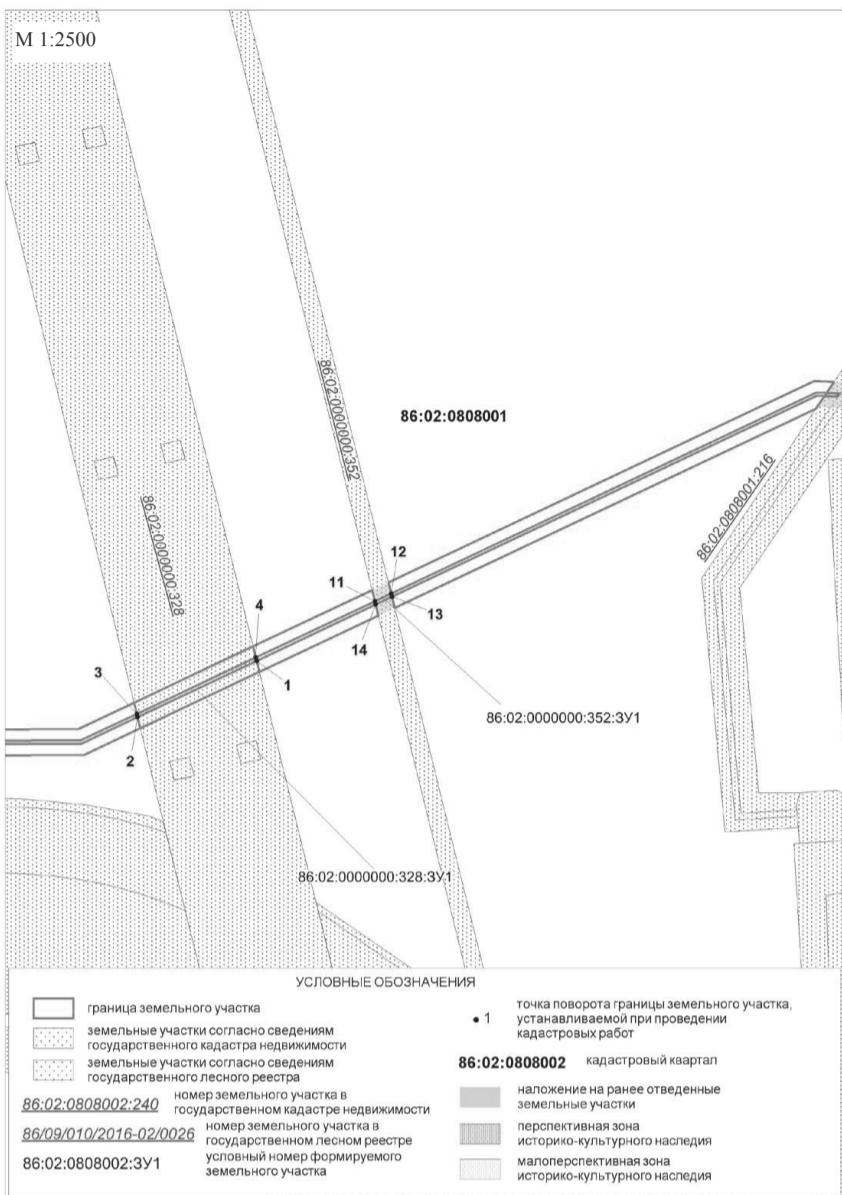 М 1:2500
86:02:0000000:352
86:02:0808001
86:02:0808001:216
86:02:0000000:328
12
11
13
4
14
3
1
86:02:0000000:352:ЗУ1
2
86:02:0000000:328:ЗУ1
УСЛОВНЫЕ ОБОЗНАЧЕНИЯ
граница земельного участка
земельные участки согласно сведениям
государственного кадастра недвижимости
земельные участки согласно сведениям
государственного лесного реестра
86:02:0808002:240
номер земельного участка в
государственном кадастре недвижимости
86/09/010/2016-02/0026
номер земельного участка в
государственном лесном реестре
86:02:0808002:ЗУ1
условный номер формируемого
земельного участка
1
точка поворота границы земельного участка,
устанавливаемой при проведении
кадастровых работ
86:02:0808002 кадастровый квартал
наложение на ранее отведенные
земельные участки
перспективная зона
историко-культурного наследия
малоперспективная зона
историко-культурного наследия